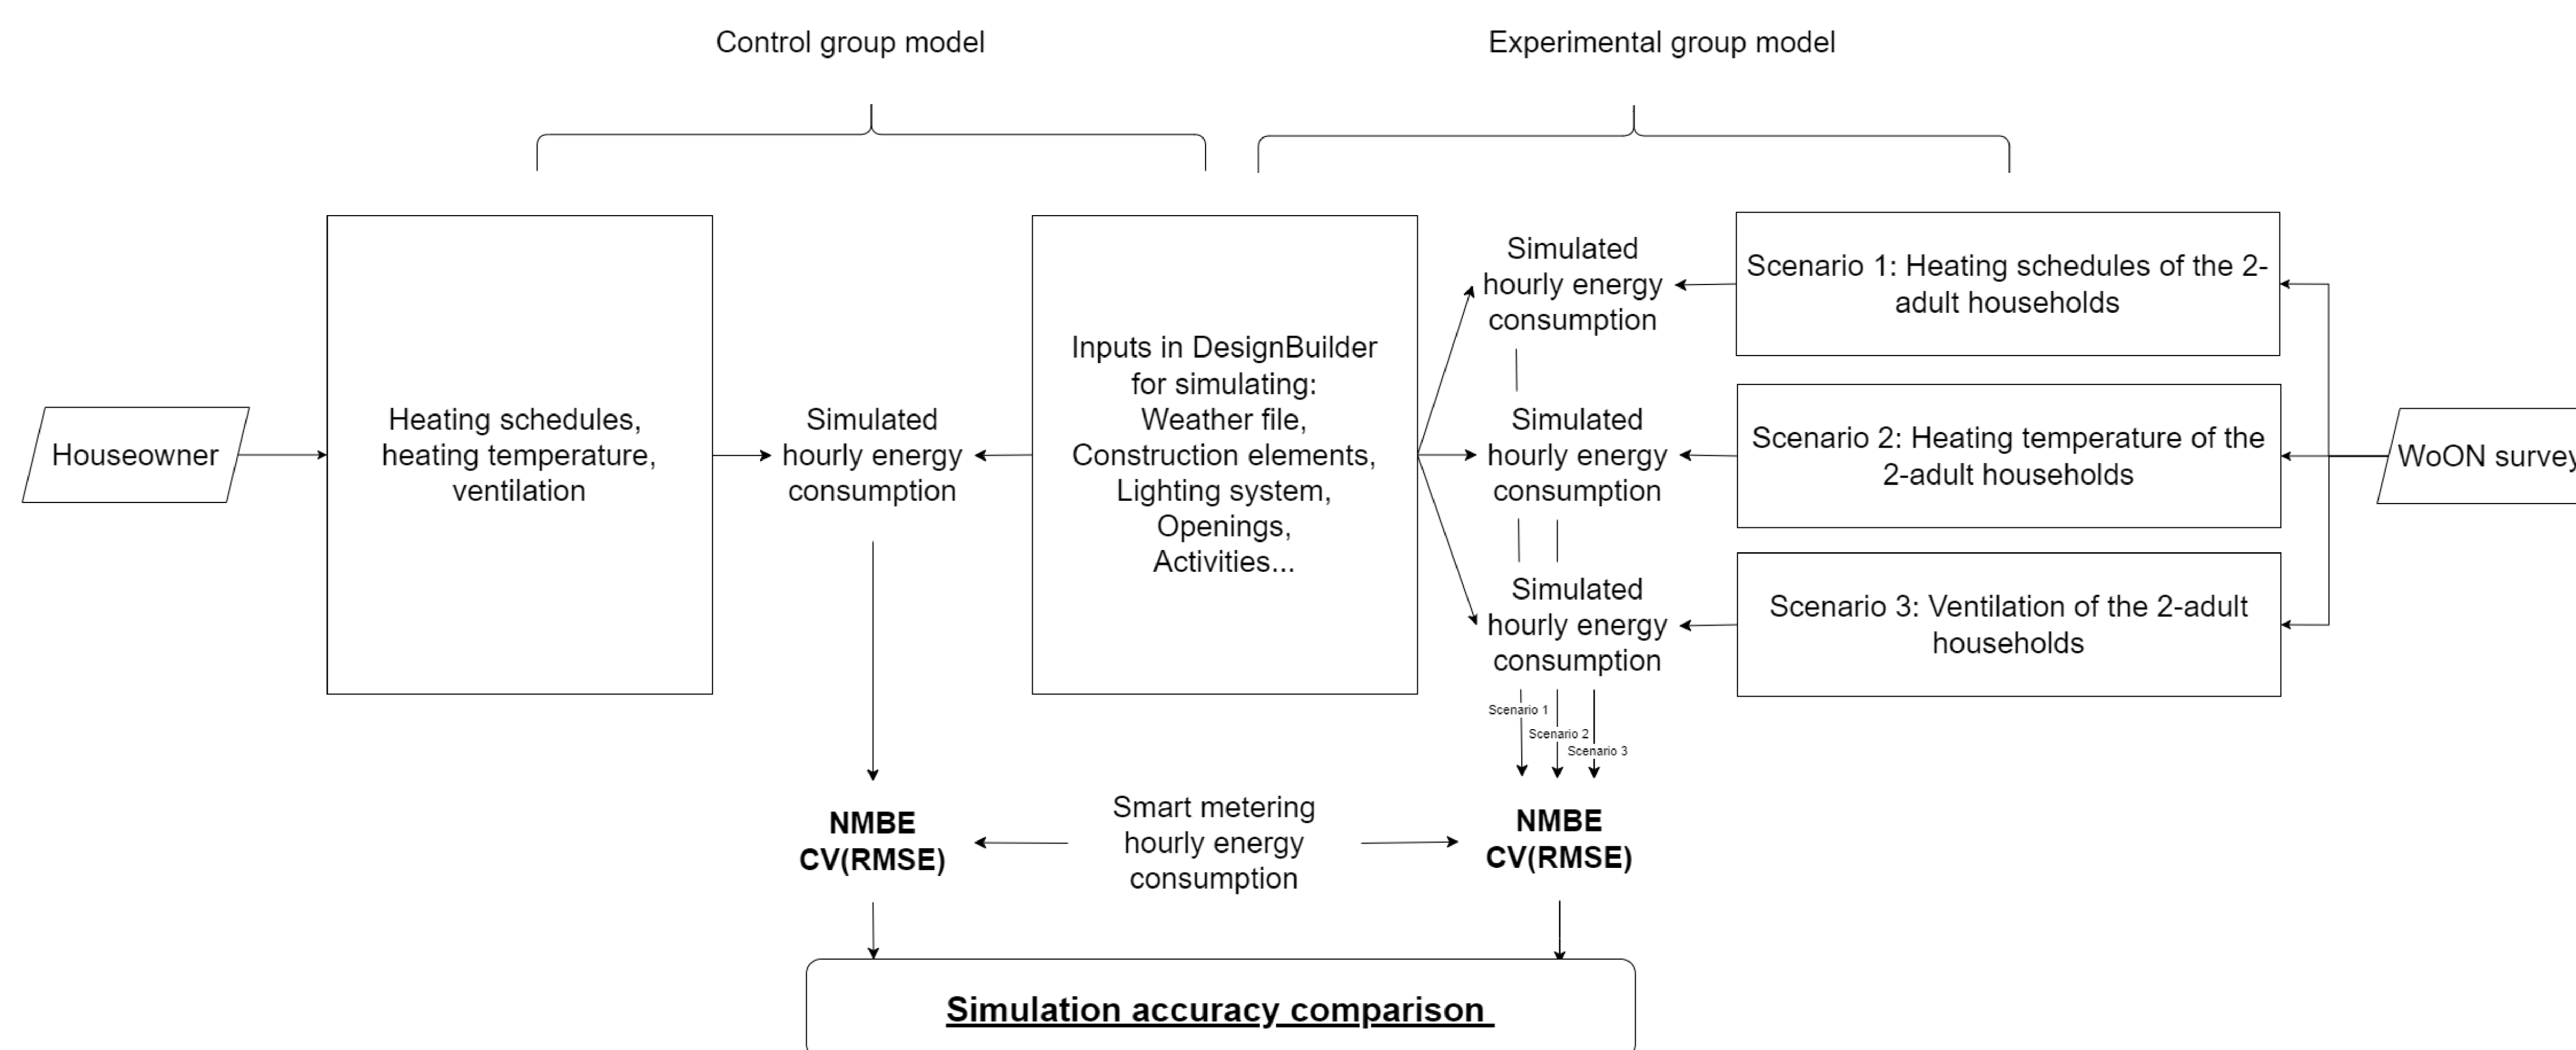 Control group model
Experimental group model
Houseowner
Heating schedules,
heating temperature,
ventilation
Simulated
hourly energy
consumption
Inputs in DesignBuilder
for simulating:
Weather file,
Construction elements,
Lighting system,
Openings,
Activities...
Simulated
hourly energy
consumption
Simulated
hourly energy
consumption
Simulated
hourly energy
consumption
Scenario 1: Heating schedules of the 2-
adult households
Scenario 2: Heating temperature of the
2-adult households
Scenario 3: Ventilation of the 2-adult
households
WoON survey
Scenario 1
Scenario 2
Scenario 3
NMBE
CV(RMSE)
Smart metering
hourly energy
consumption
NMBE
CV(RMSE)
Simulation accuracy comparison